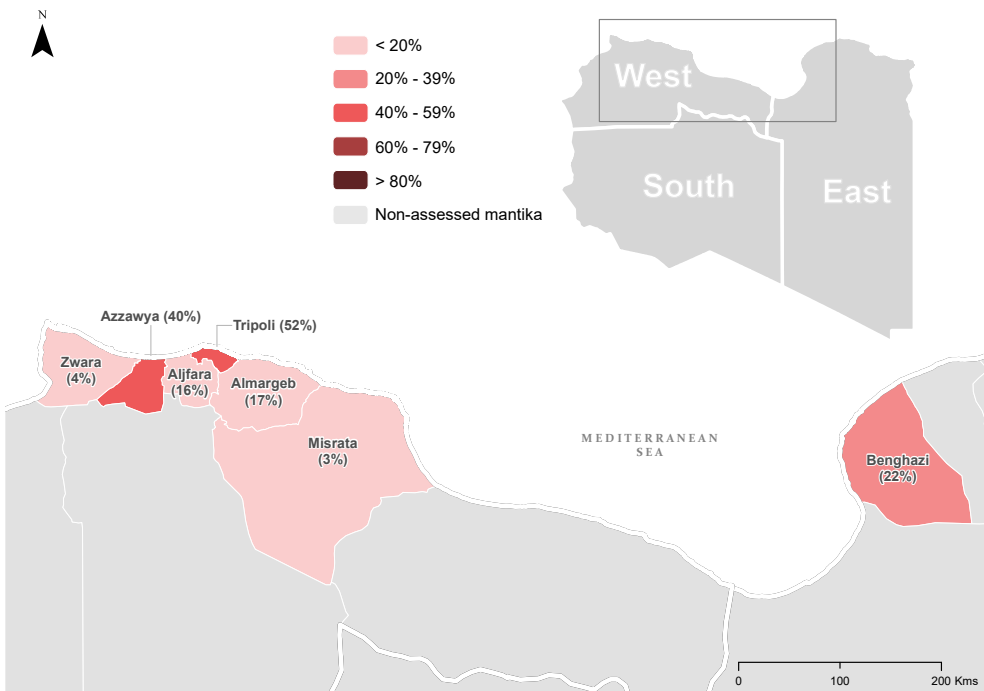 N
< 20%
20% - 39%
40% - 59%
60% - 79%
> 80%
Non-assessed mantika
West
South
East
Azzawya (40%)
Tripoli (52%)
Zwara
(4%)
Aljfara
(16%)
Almargeb
(17%)
Misrata
(3%)
MEDITERRANEAN
SEA
Benghazi
(22%)
0 100 200 Kms